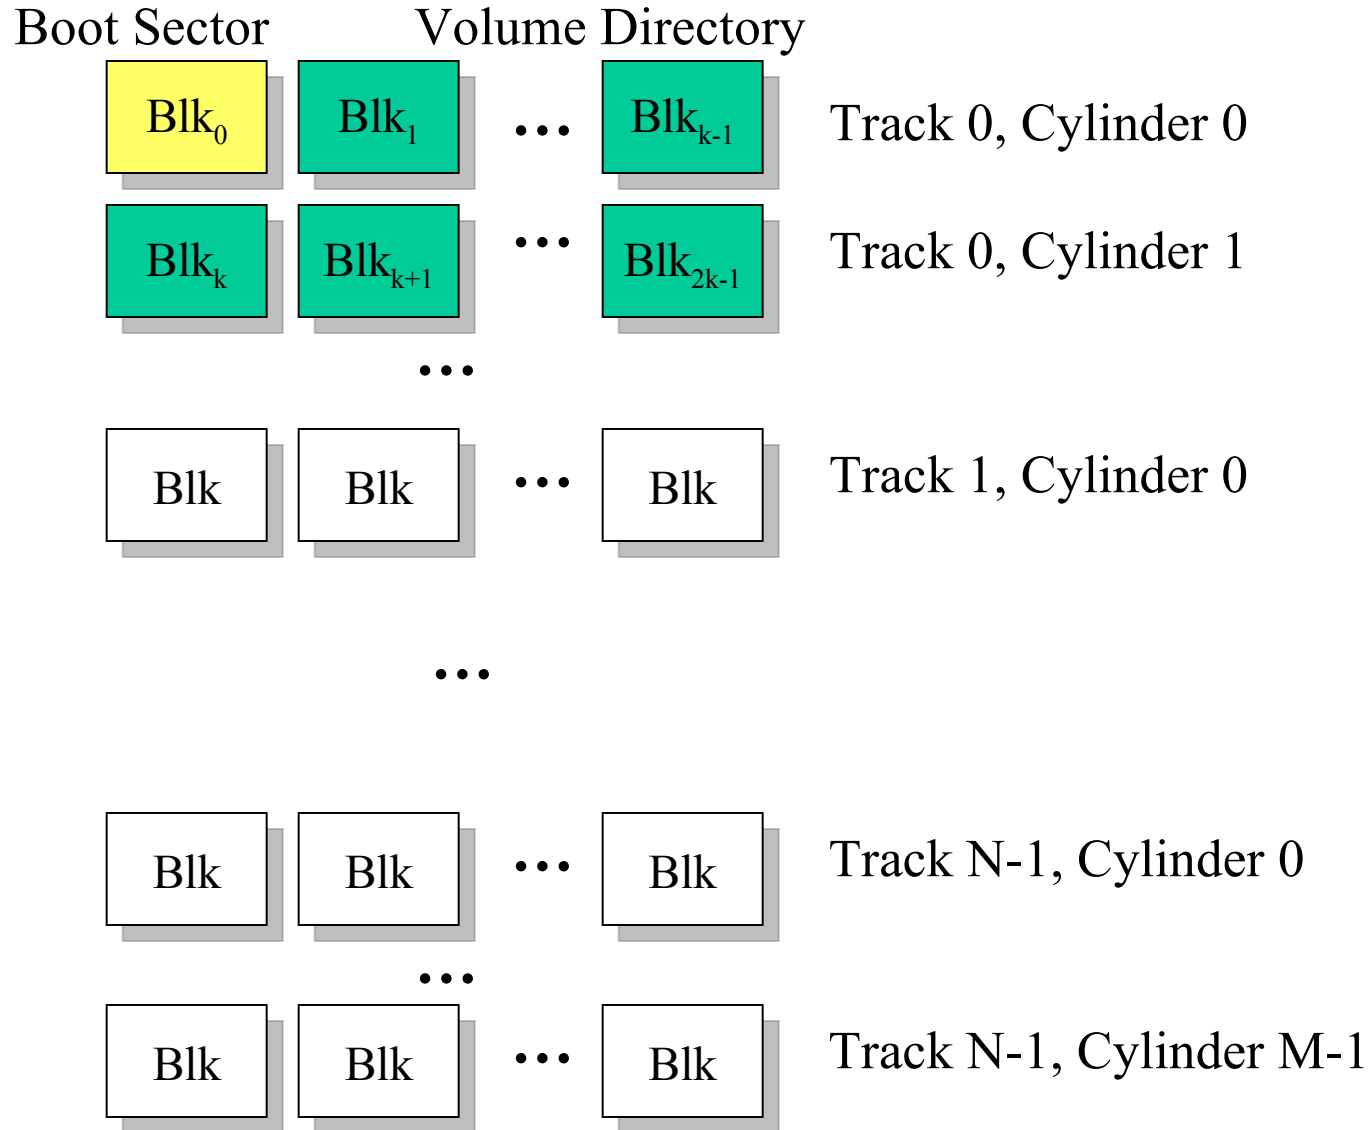 Boot Sector Volume Directory
Blk₀ Blk₁ ... Blkₖ₋₁ Track 0, Cylinder 0
Blkₖ Blkₖ₊₁ ... Blk₂ₖ₋₁ Track 0, Cylinder 1
...
Blk Blk ... Blk Track 1, Cylinder 0
...
Blk Blk ... Blk Track N-1, Cylinder 0
...
Blk Blk ... Blk Track N-1, Cylinder M-1